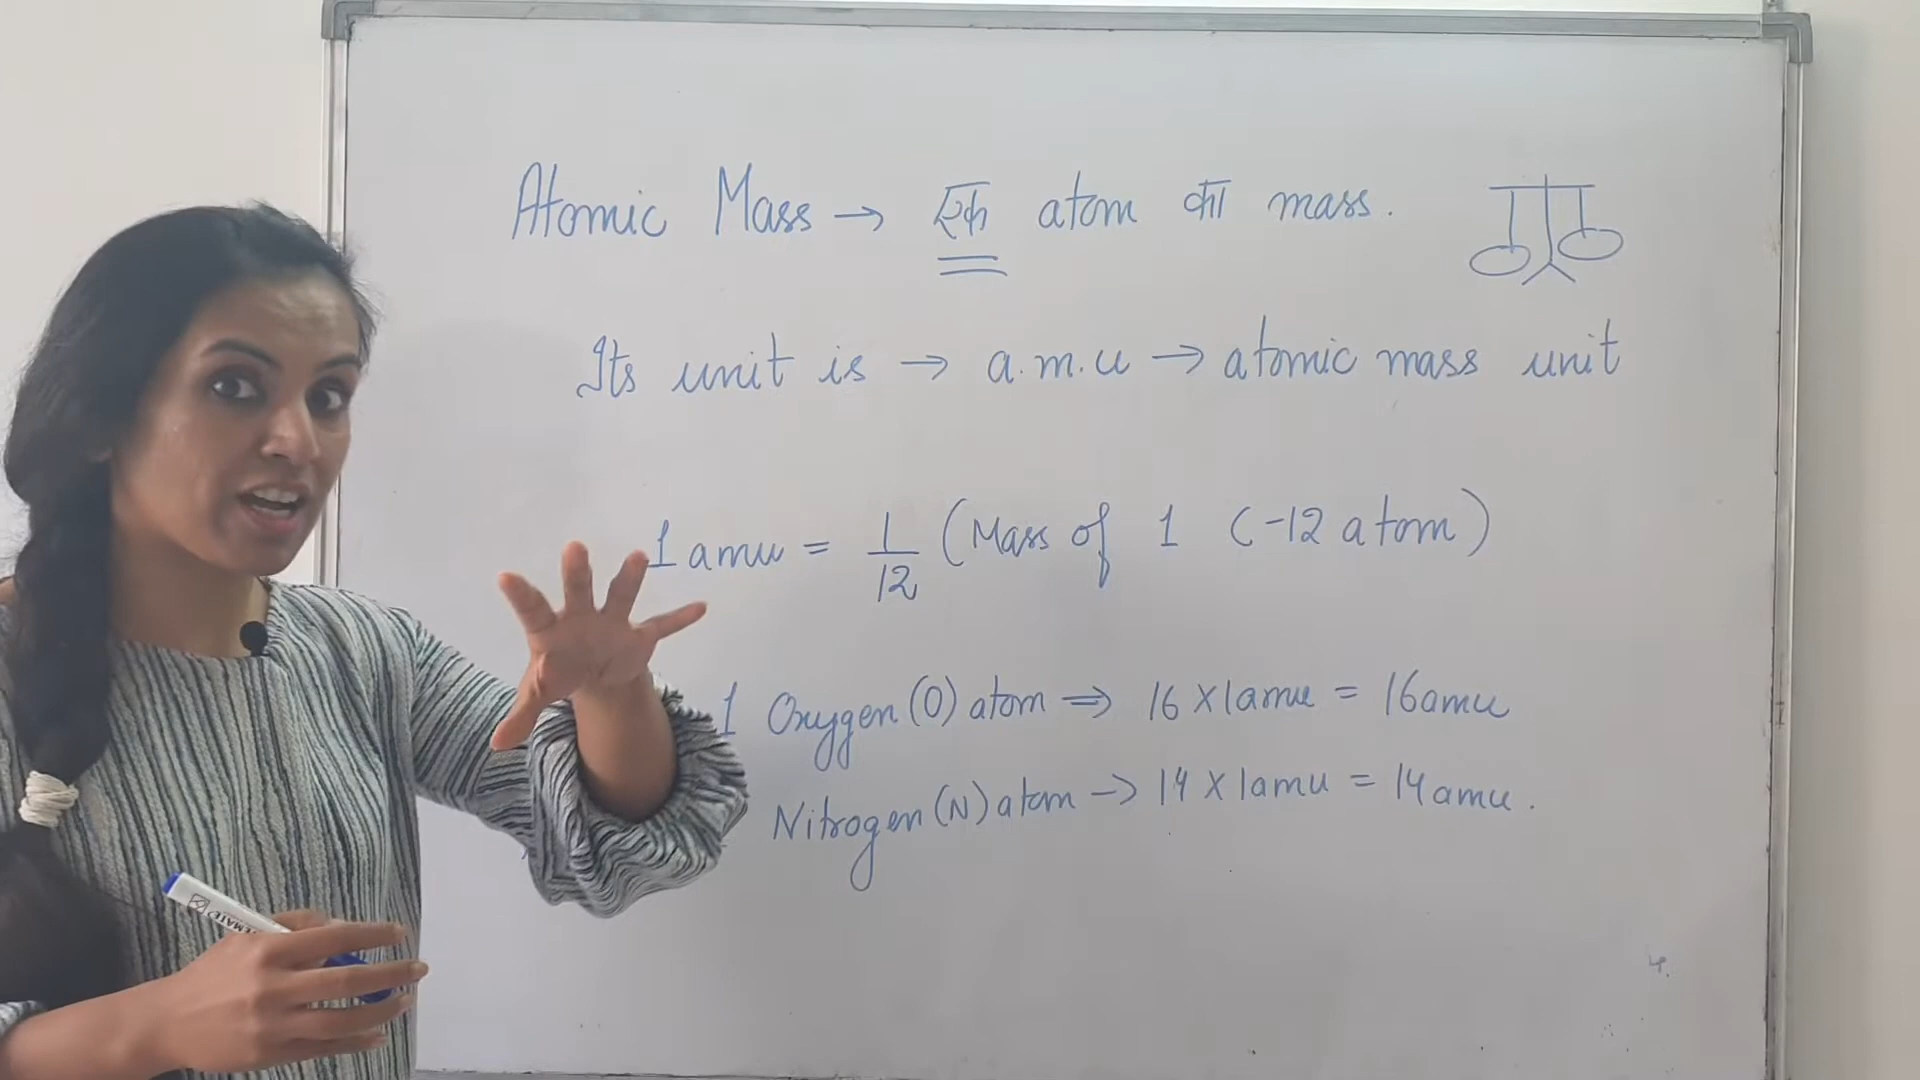 Atomic Mass → एक atom का mass.
Its unit is → a.m.u → atomic mass unit
1 amu = 1/12 (Mass of 1 C-12 atom)
1 Oxygen (O) atom ⇒ 16 X 1amu = 16amu
Nitrogen (N) atom → 14 X 1amu = 14amu.